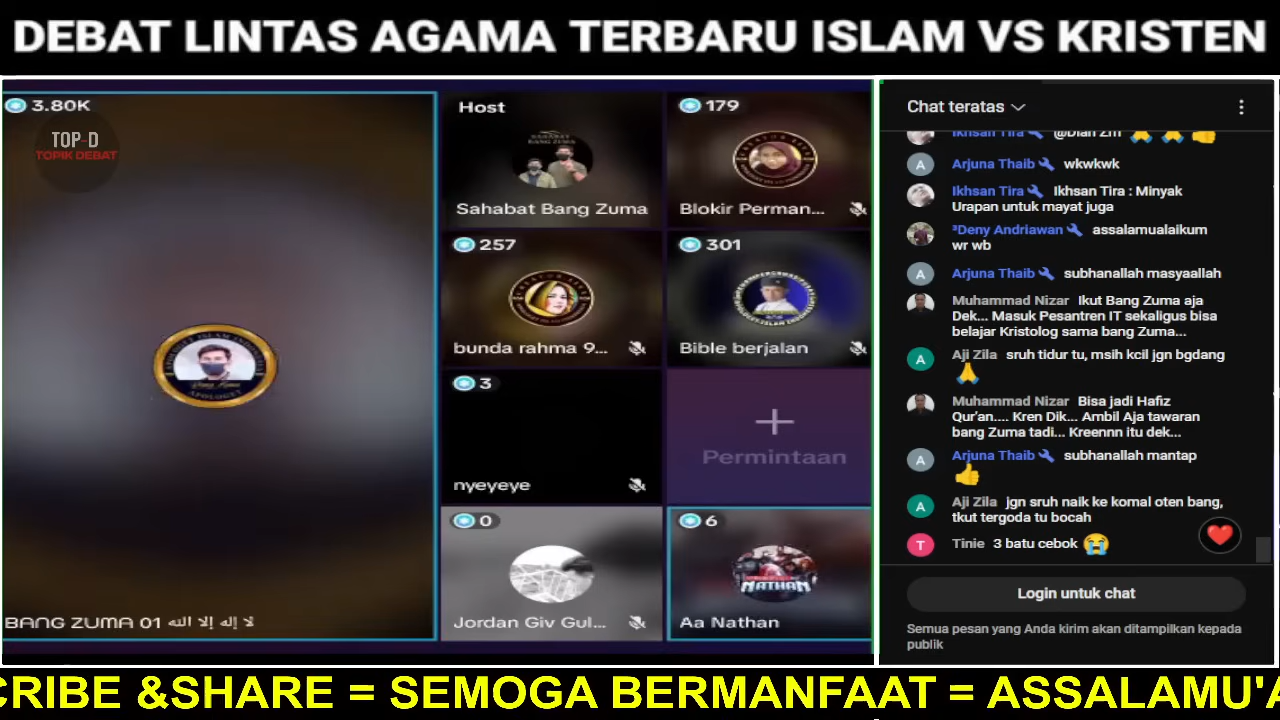 DEBAT LINTAS AGAMA TERBARU ISLAM VS KRISTEN
3.80K
TOP-D
TOPIK DEBAT
BANG ZUMA 01 لا إله إلا الله
Host
Sahabat Bang Zuma
179
Blokir Perman...
257
bunda rahma 9...
301
Bible berjalan
3
nyeyeye
Permintaan
0
Jordan Giv Gul...
6
NATHAN
Aa Nathan
Chat teratas
Ikhsan Tira @Dian Zm
Arjuna Thaib wkwkwk
Ikhsan Tira Ikhsan Tira : Minyak
Urapan untuk mayat juga
³Deny Andriawan assalamualaikum
wr wb
Arjuna Thaib subhanallah masyaallah
Muhammad Nizar Ikut Bang Zuma aja
Dek... Masuk Pesantren IT sekaligus bisa
belajar Kristolog sama bang Zuma...
Aji Zila sruh tidur tu, msih kcil jgn bgdang
🙏
Muhammad Nizar Bisa jadi Hafiz
Qur'an.... Kren Dik... Ambil Aja tawaran
bang Zuma tadi... Kreennn itu dek...
Arjuna Thaib subhanallah mantap
👍
Aji Zila jgn sruh naik ke komal oten bang,
tkut tergoda tu bocah
Tinie 3 batu cebok 😭
Login untuk chat
Semua pesan yang Anda kirim akan ditampilkan kepada
publik
CRIBE &SHARE = SEMOGA BERMANFAAT = ASSALAMU'A